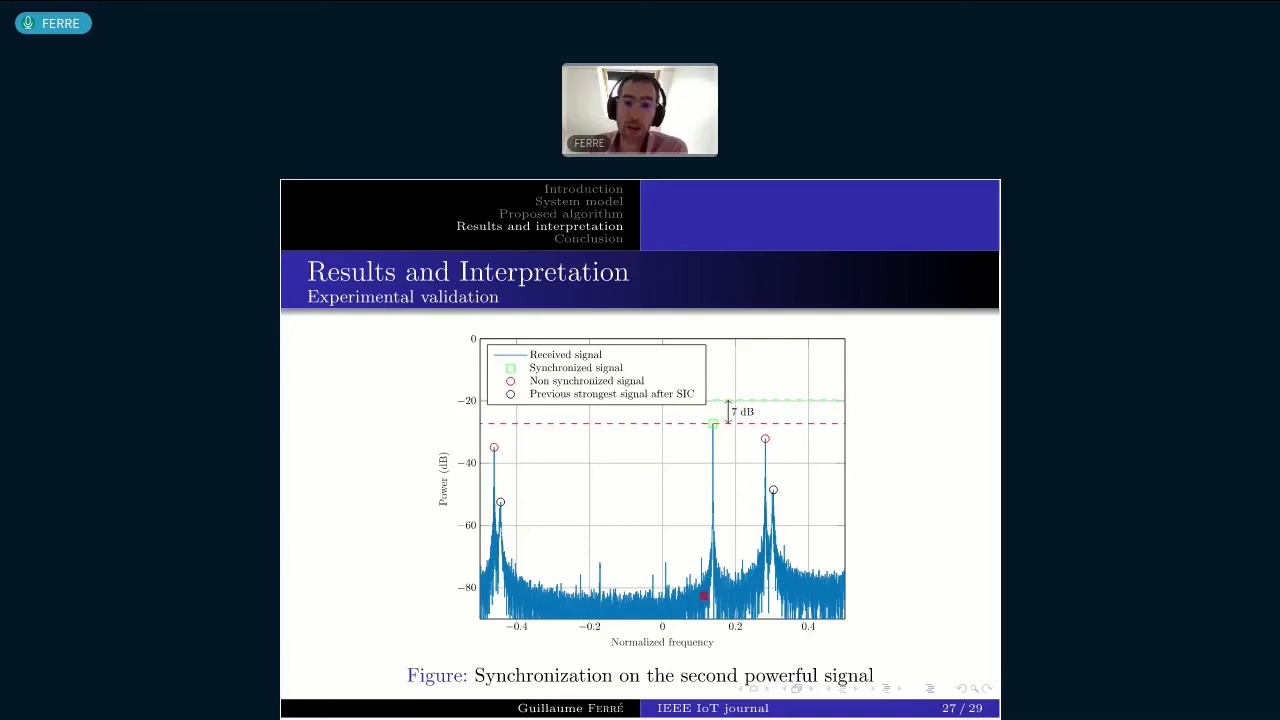 FERRE
FERRE
Introduction
System model
Proposed algorithm
Results and interpretation
Conclusion
Results and Interpretation
Experimental validation
Received signal
Synchronized signal
Non synchronized signal
Previous strongest signal after SIC
7 dB
0
−20
−40
−60
−80
Power (dB)
−0.4 −0.2 0 0.2 0.4
Normalized frequency
Figure: Synchronization on the second powerful signal
Guillaume FERRÉ IEEE IoT journal 27 / 29